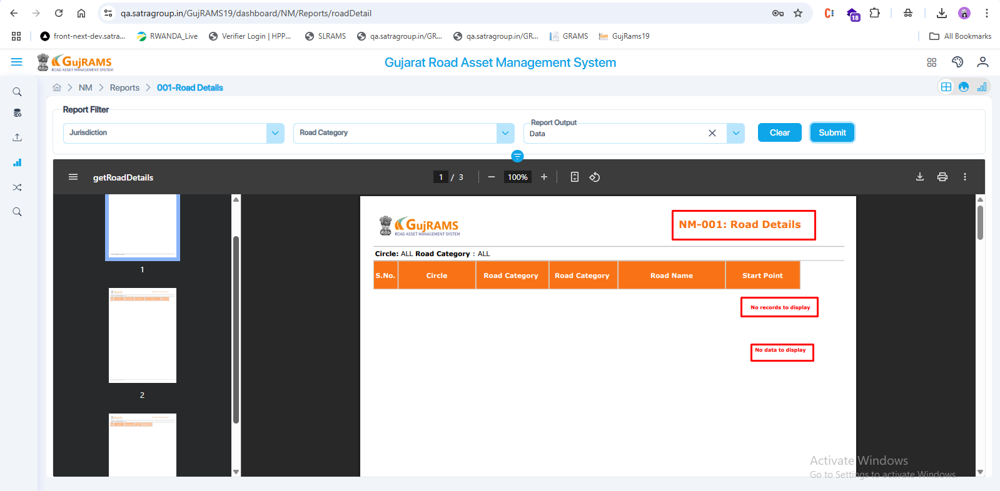 qa.satragroup.in/GujRAMS19/dashboard/NM/Reports/roadDetail
18
front-next-dev.satra...
RWANDA_Live
Verifier Login | HPP...
SLRAMS
qa.satragroup.in/GR...
qa.satragroup.in/GR...
GRAMS
GujRams19
All Bookmarks
GujRAMS
ROAD ASSET MANAGEMENT SYSTEM
Gujarat Road Asset Management System
NM
Reports
001-Road Details
Report Filter
Jurisdiction
Road Category
Report Output
Data
Clear
Submit
getRoadDetails
1 / 3
100%
1
2
GujRAMS
ROAD ASSET MANAGEMENT SYSTEM
NM-001: Road Details
Circle: ALL Road Category : ALL
S.No.
Circle
Road Category
Road Category
Road Name
Start Point
No records to display
No data to display
Activate Windows
Go to Settings to activate Windows.